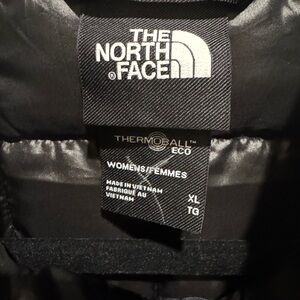 THE
NORTH
FACE
THERMOBALL™
ECO
WOMENS/FEMMES
MADE IN VIETNAM
FABRIQUÉ AU
VIETNAM
XL
TG